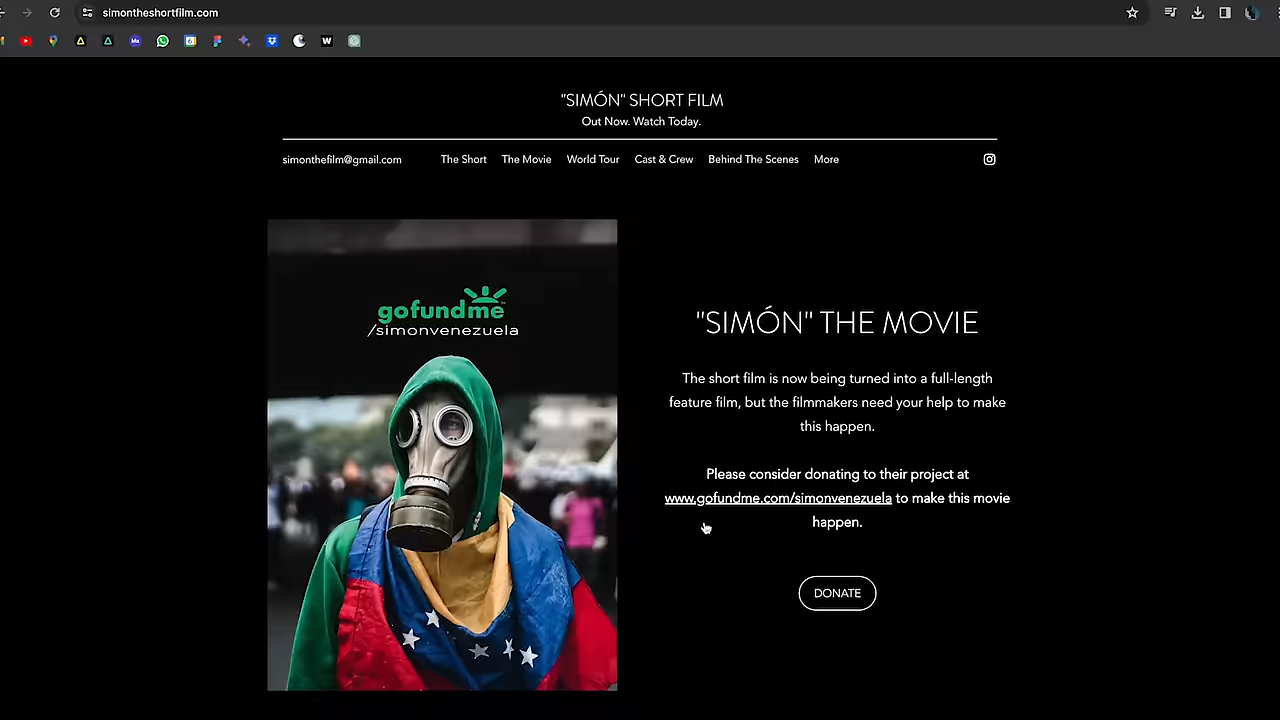 simontheshortfilm.com
Ma
6
W
"SIMÓN" SHORT FILM
Out Now. Watch Today.
simonthefilm@gmail.com The Short The Movie World Tour Cast & Crew Behind The Scenes More
gofundme
/simonvenezuela
"SIMÓN" THE MOVIE
The short film is now being turned into a full-length
feature film, but the filmmakers need your help to make
this happen.
Please consider donating to their project at
www.gofundme.com/simonvenezuela to make this movie
happen.
DONATE